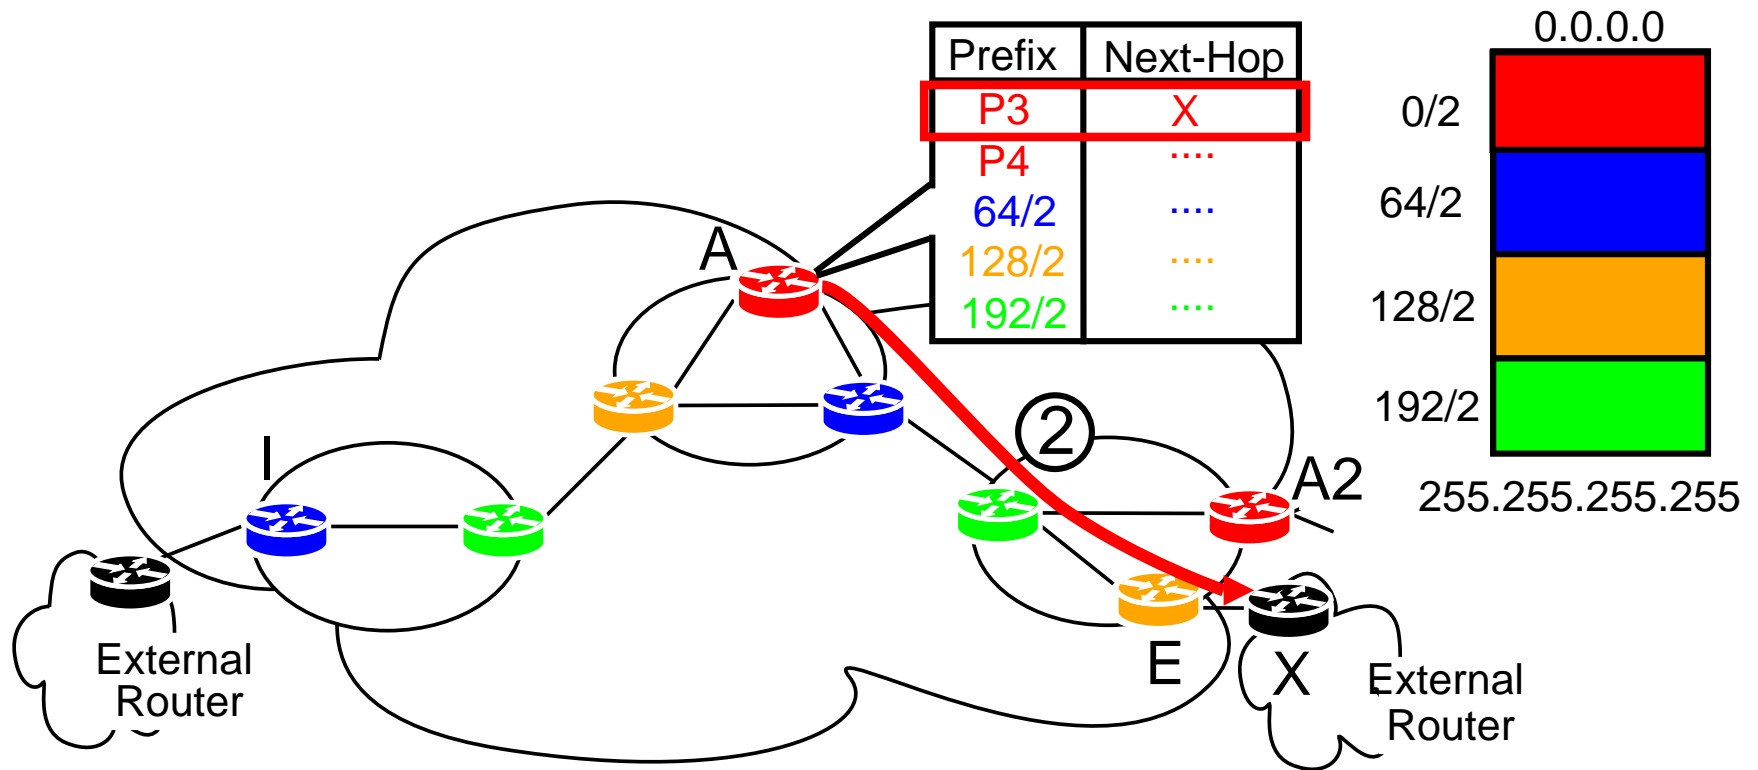 0.0.0.0
Prefix Next-Hop
P3 X
P4 ....
64/2 ....
128/2 ....
192/2 ....
0/2
64/2
128/2
192/2
255.255.255.255
A
I
2
A2
E
X
External
Router
External
Router